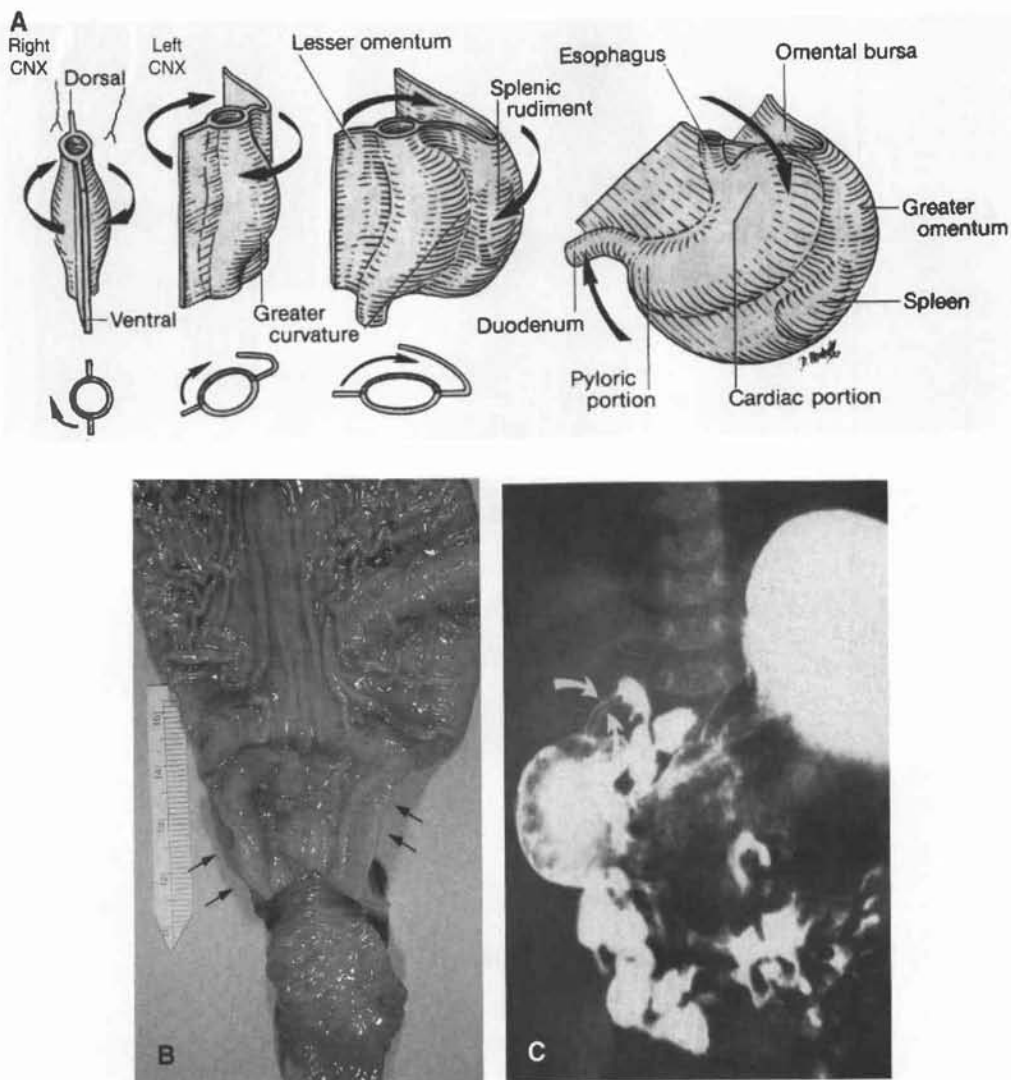 A
Right
CNX
Dorsal
Ventral
Left
CNX
Greater
curvature
Lesser omentum
Splenic
rudiment
Esophagus
Omental bursa
Greater
omentum
Spleen
Duodenum
Pyloric
portion
Cardiac portion
B
C